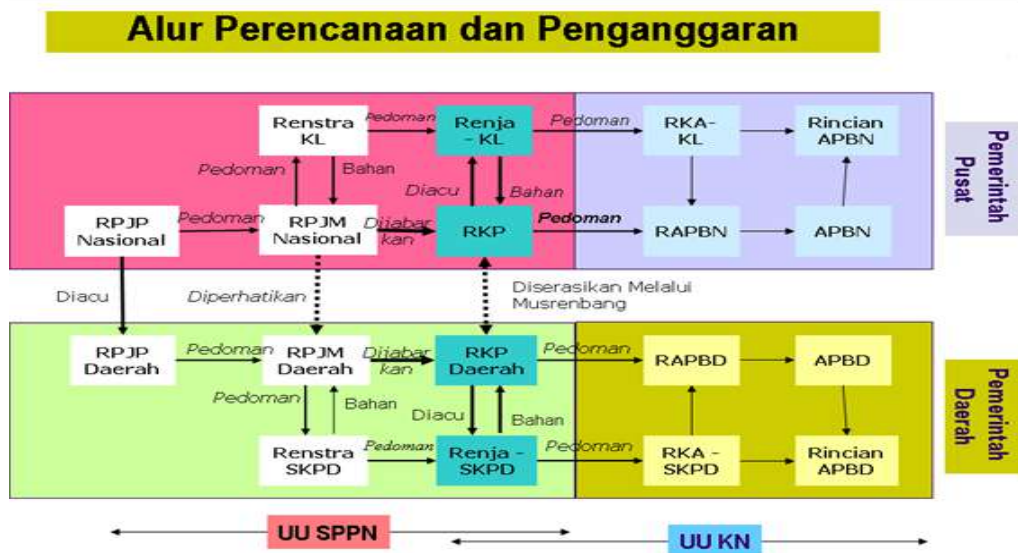 Alur Perencanaan dan Penganggaran
Renstra
KL
Pedoman
Renja
- KL
Pedoman
RKA-
KL
Rincian
APBN
Pemerintah
Pusat
Pedoman
Bahan
Diacu
Bahan
RPJP
Nasional
Pedoman
RPJM
Nasional
Dijabar
kan
RKP
Pedoman
RAPBN
APBN
Diacu
Diperhatikan
Diserasikan Melalui
Musrenbang
RPJP
Daerah
Pedoman
RPJM
Daerah
Dijabar
kan
RKP
Daerah
Pedoman
RAPBD
APBD
Pemerintah
Daerah
Pedoman
Bahan
Diacu
Bahan
Renstra
SKPD
Pedoman
Renja -
SKPD
Pedoman
RKA -
SKPD
Rincian
APBD
UU SPPN
UU KN